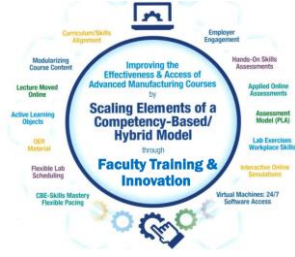 Curriculum/Skills
Alignment
Employer
Engagement
Modularizing
Course Content
Hands-On Skills
Assessments
Lecture Moved
Online
Applied Online
Assessments
Active Learning
Objects
Assessment
Model (PLA)
OER
Material
Lab Exercises
Workplace Skills
Flexible Lab
Scheduling
Interactive Online
Simulations
CBE-Skills Mastery
Flexible Pacing
Virtual Machines: 24/7
Software Access
Improving the
Effectiveness & Access of
Advanced Manufacturing Courses
by
Scaling Elements of a
Competency-Based/
Hybrid Model
through
Faculty Training &
Innovation